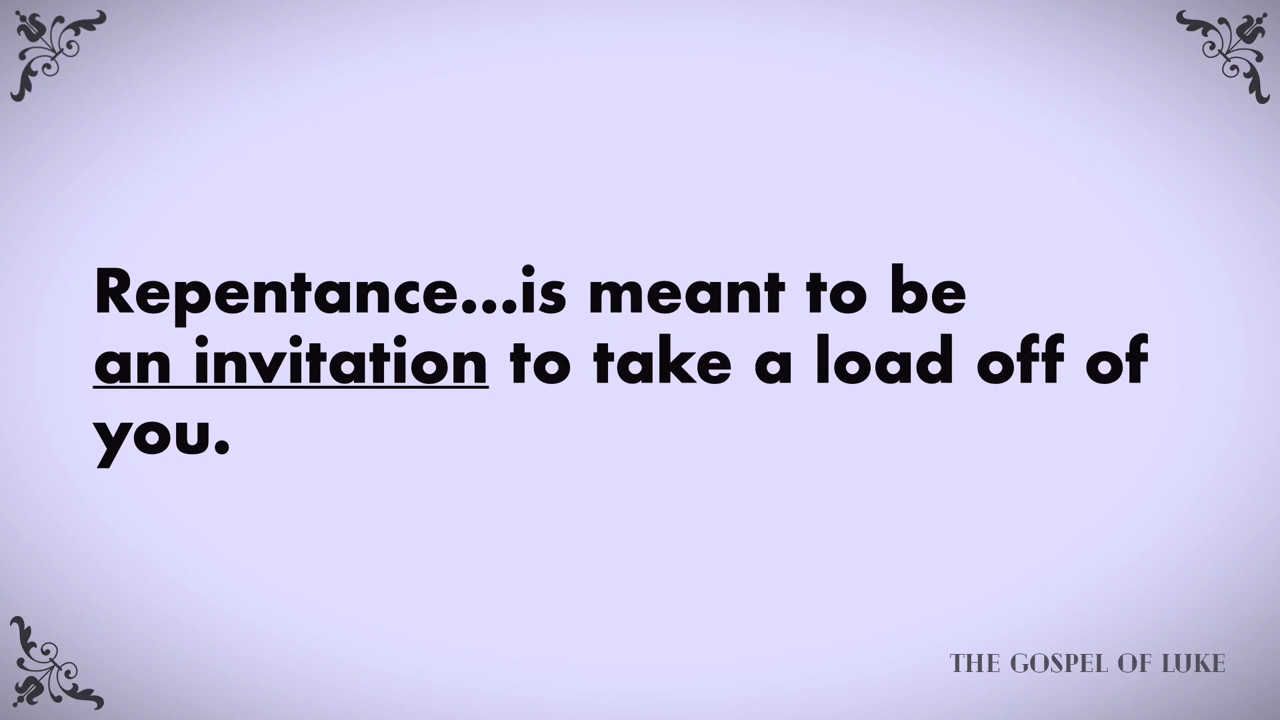 Repentance...is meant to be
an invitation to take a load off of
you.
THE GOSPEL OF LUKE